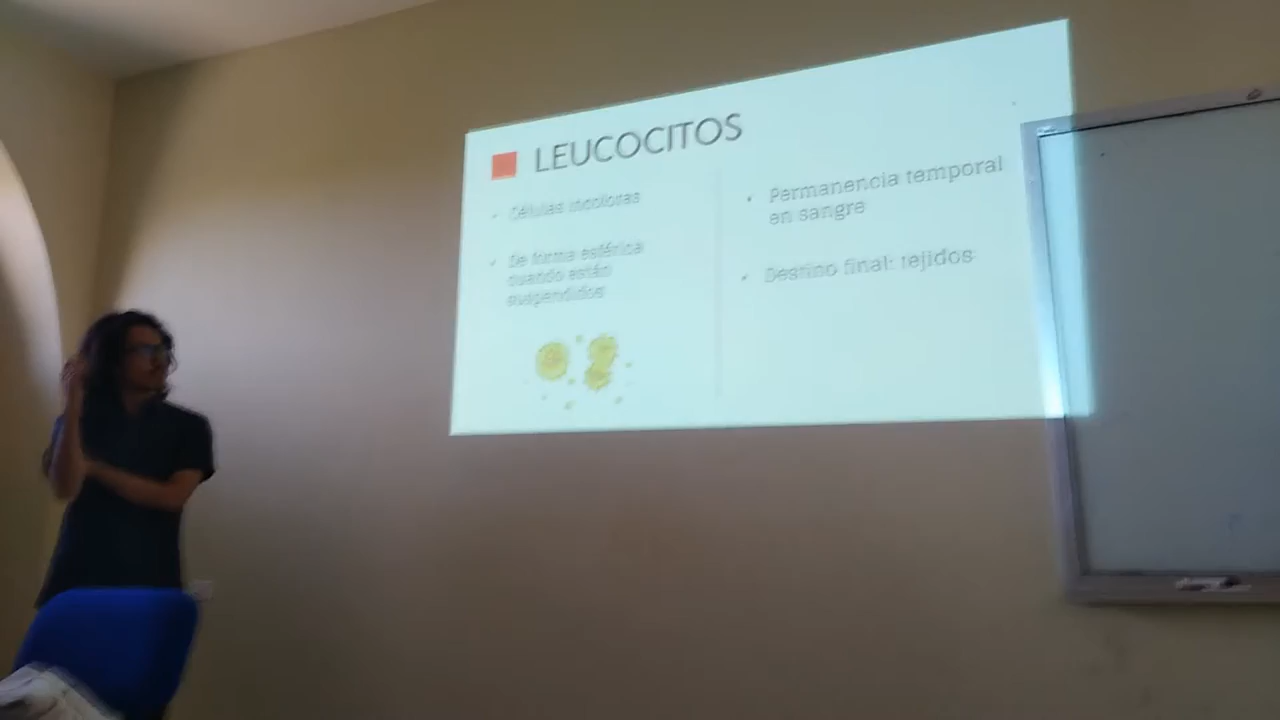 LEUCOCITOS
Células incoloras
De forma esférica
cuando están
suspendidos
Permanencia temporal
en sangre
Destino final: tejidos